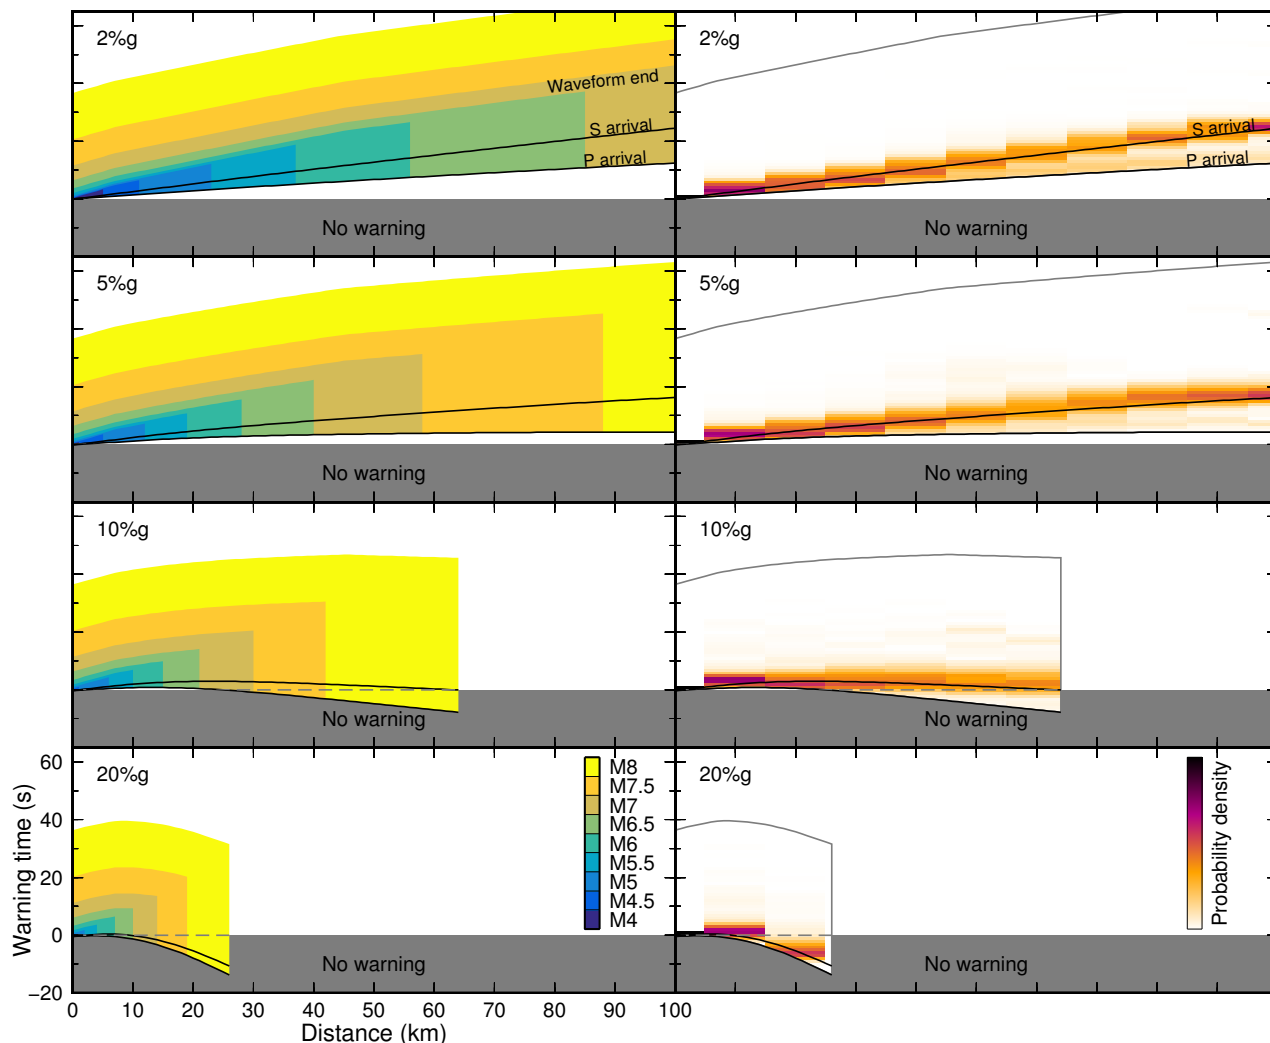 2%g
Waveform end
S arrival
P arrival
No warning
2%g
S arrival
P arrival
No warning
5%g
No warning
5%g
No warning
10%g
No warning
10%g
No warning
20%g
M8
M7.5
M7
M6.5
M6
M5.5
M5
M4.5
M4
No warning
60
40
20
0
−20
Warning time (s)
0 10 20 30 40 50 60 70 80 90 100
Distance (km)
20%g
Probability density
No warning